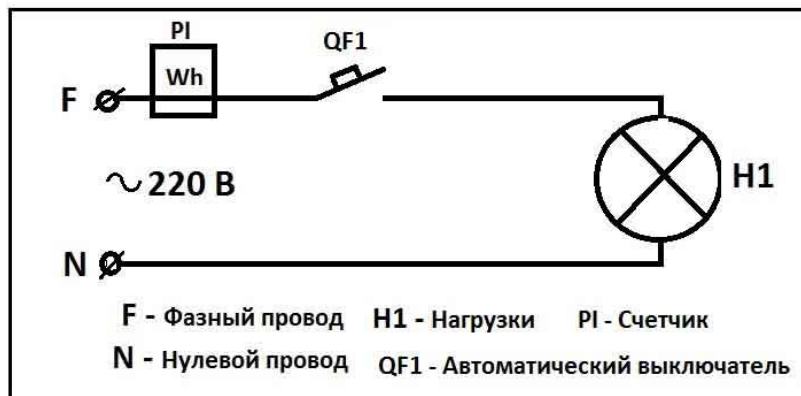 PI
QF1
Wh
F
220 В
H1
N
F - Фазный провод H1 - Нагрузки PI - Счетчик
N - Нулевой провод QF1 - Автоматический выключатель